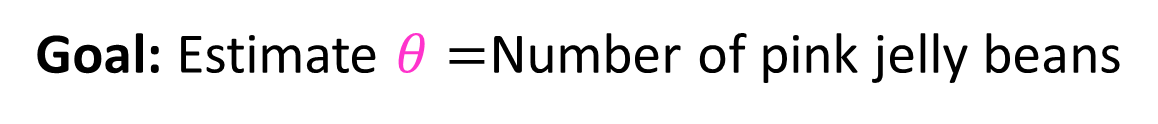 Goal: Estimate θ =Number of pink jelly beans